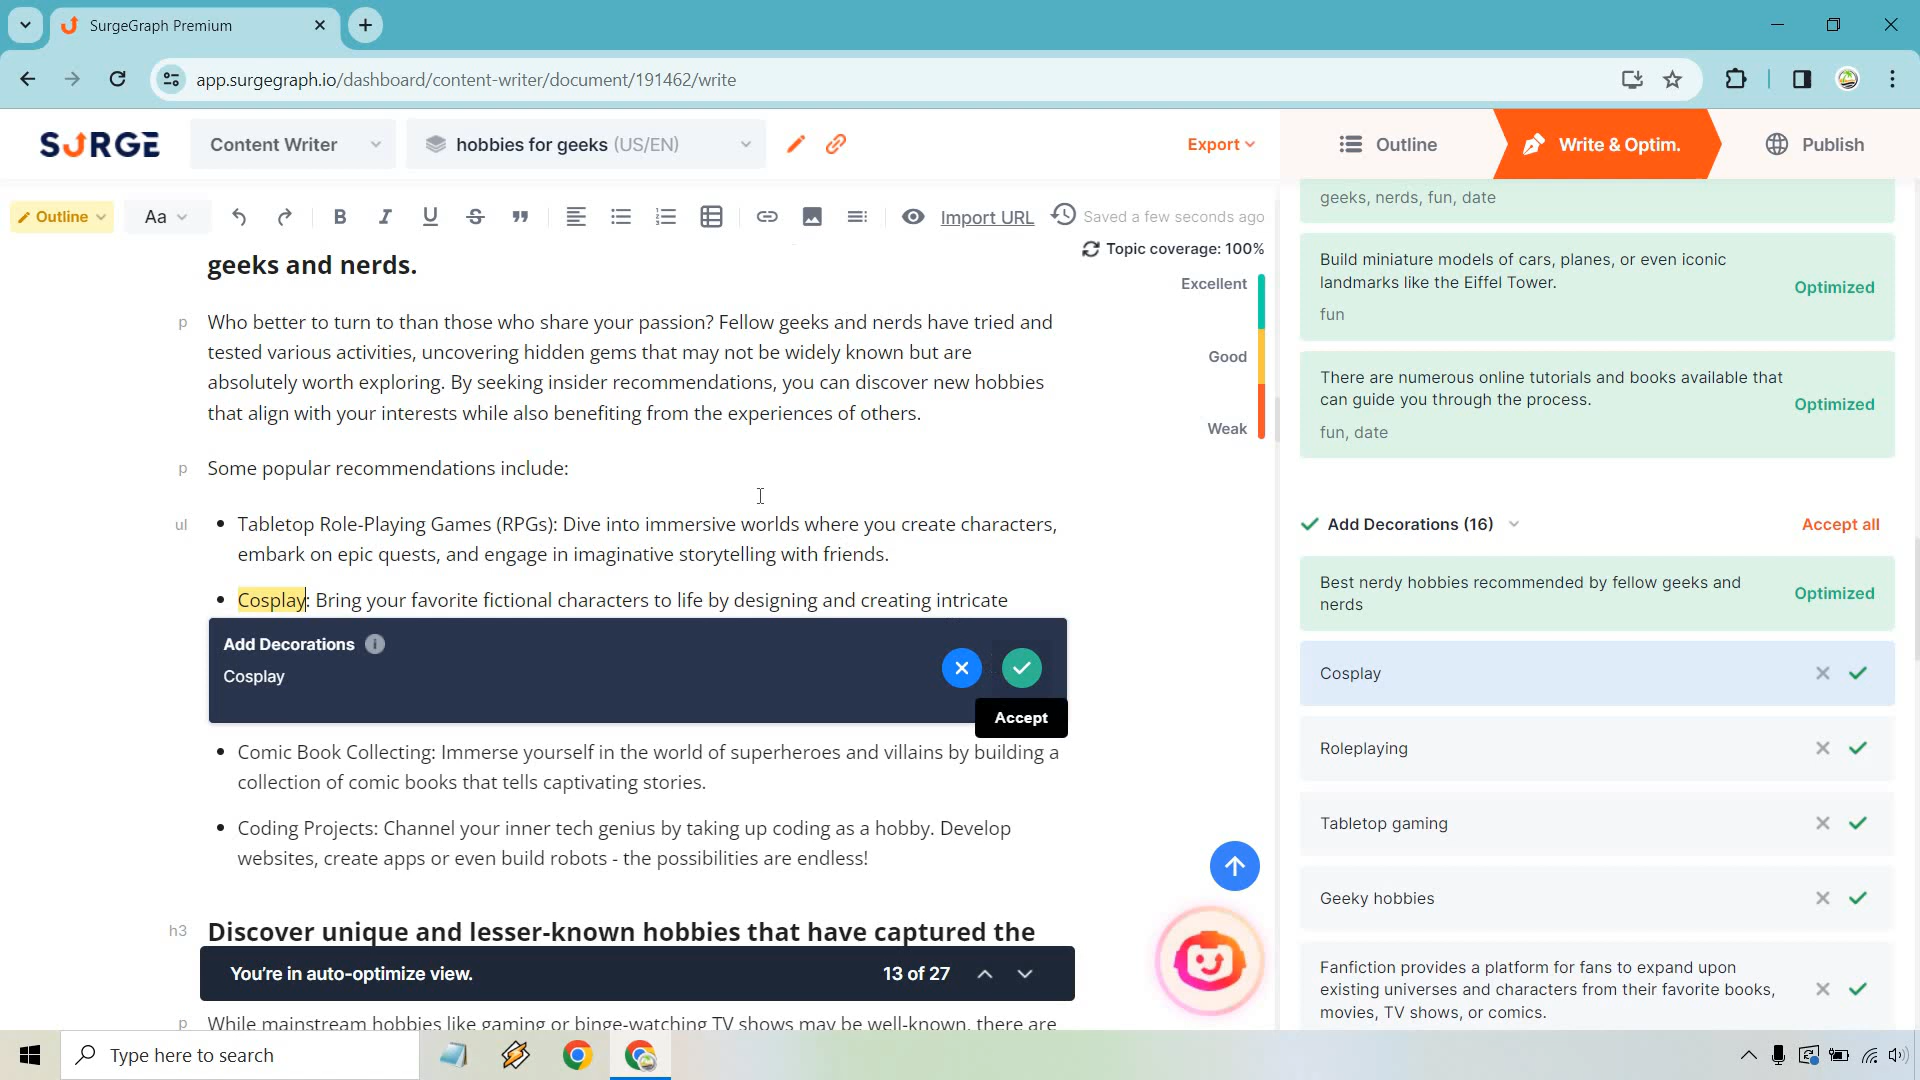 SurgeGraph Premium
app.surgegraph.io/dashboard/content-writer/document/191462/write
SURGE
Content Writer
hobbies for geeks (US/EN)
Export
Outline
Write & Optim.
Publish
Outline
Aa
Import URL
Saved a few seconds ago
Topic coverage: 100%
Excellent
Good
Weak
geeks and nerds.
p
Who better to turn to than those who share your passion? Fellow geeks and nerds have tried and
tested various activities, uncovering hidden gems that may not be widely known but are
absolutely worth exploring. By seeking insider recommendations, you can discover new hobbies
that align with your interests while also benefiting from the experiences of others.
p
Some popular recommendations include:
ul
• Tabletop Role-Playing Games (RPGs): Dive into immersive worlds where you create characters,
embark on epic quests, and engage in imaginative storytelling with friends.
• Cosplay: Bring your favorite fictional characters to life by designing and creating intricate
Add Decorations
Cosplay
Accept
• Comic Book Collecting: Immerse yourself in the world of superheroes and villains by building a
collection of comic books that tells captivating stories.
• Coding Projects: Channel your inner tech genius by taking up coding as a hobby. Develop
websites, create apps or even build robots - the possibilities are endless!
h3
Discover unique and lesser-known hobbies that have captured the
You're in auto-optimize view.
13 of 27
p
While mainstream hobbies like gaming or binge-watching TV shows may be well-known, there are
geeks, nerds, fun, date
Build miniature models of cars, planes, or even iconic
landmarks like the Eiffel Tower.
Optimized
fun
There are numerous online tutorials and books available that
can guide you through the process.
Optimized
fun, date
Add Decorations (16)
Accept all
Best nerdy hobbies recommended by fellow geeks and
nerds
Optimized
Cosplay
Roleplaying
Tabletop gaming
Geeky hobbies
Fanfiction provides a platform for fans to expand upon
existing universes and characters from their favorite books,
movies, TV shows, or comics.
Type here to search